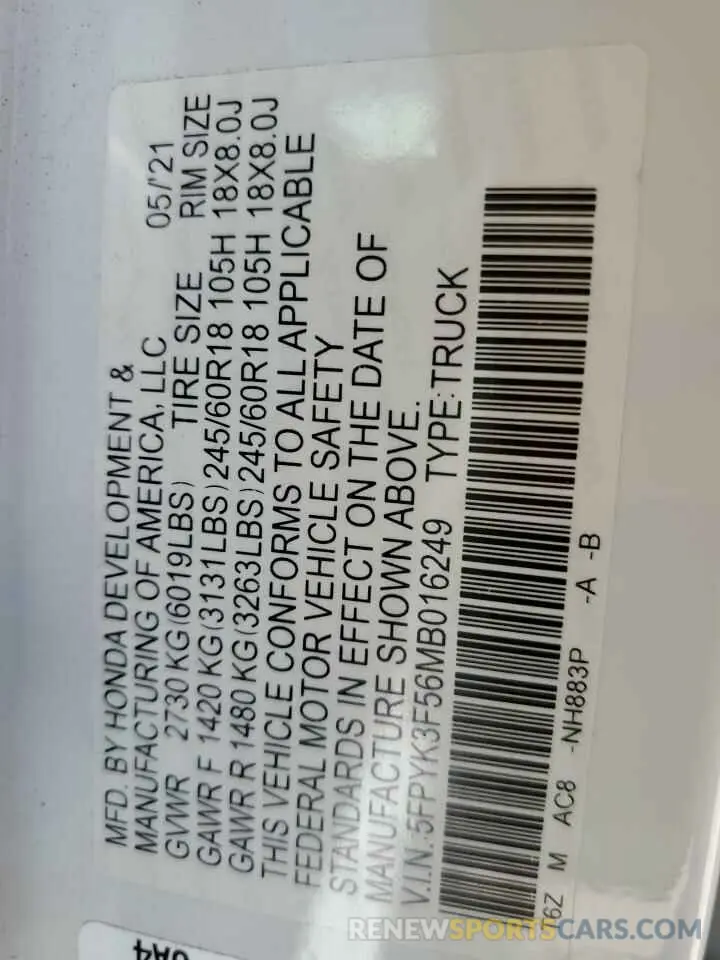 MFD. BY HONDA DEVELOPMENT &
MANUFACTURING OF AMERICA, LLC 05/'21
GVWR 2730 KG(6019LBS) TIRE SIZE RIM SIZE
GAWR F 1420 KG(3131LBS) 245/60R18 105H 18X8.0J
GAWR R 1480 KG(3263LBS) 245/60R18 105H 18X8.0J
THIS VEHICLE CONFORMS TO ALL APPLICABLE
FEDERAL MOTOR VEHICLE SAFETY
STANDARDS IN EFFECT ON THE DATE OF
MANUFACTURE SHOWN ABOVE.
V.I.N.:5FPYK3F56MB016249 TYPE:TRUCK
6Z M AC8 -NH883P -A -B
RENEWSPORTSCARS.COM